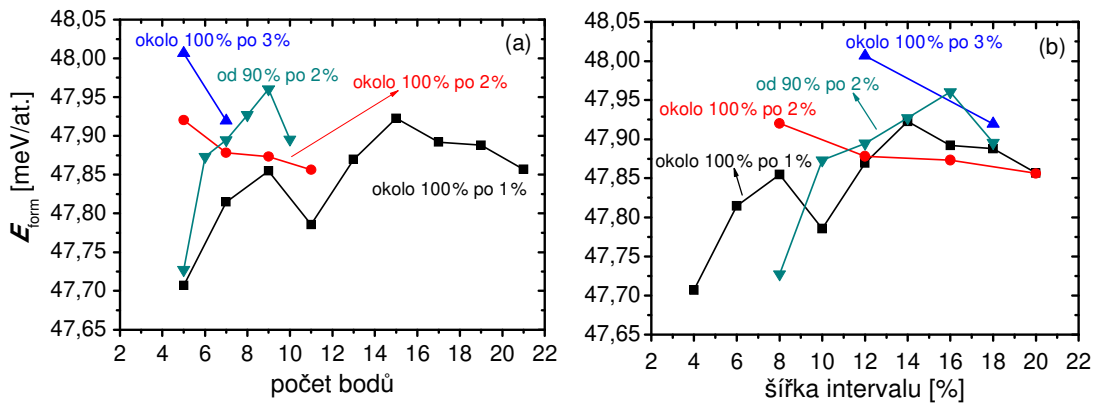 48,05
48,00
47,95
47,90
47,85
47,80
47,75
47,70
47,65
E form [meV/at.]
okolo 100% po 3%
(a)
od 90% po 2%
okolo 100% po 2%
okolo 100% po 1%
2 4 6 8 10 12 14 16 18 20 22
počet bodů
48,05
48,00
47,95
47,90
47,85
47,80
47,75
47,70
47,65
okolo 100% po 3%
(b)
od 90% po 2%
okolo 100% po 2%
okolo 100% po 1%
2 4 6 8 10 12 14 16 18 20 22
šířka intervalu [%]